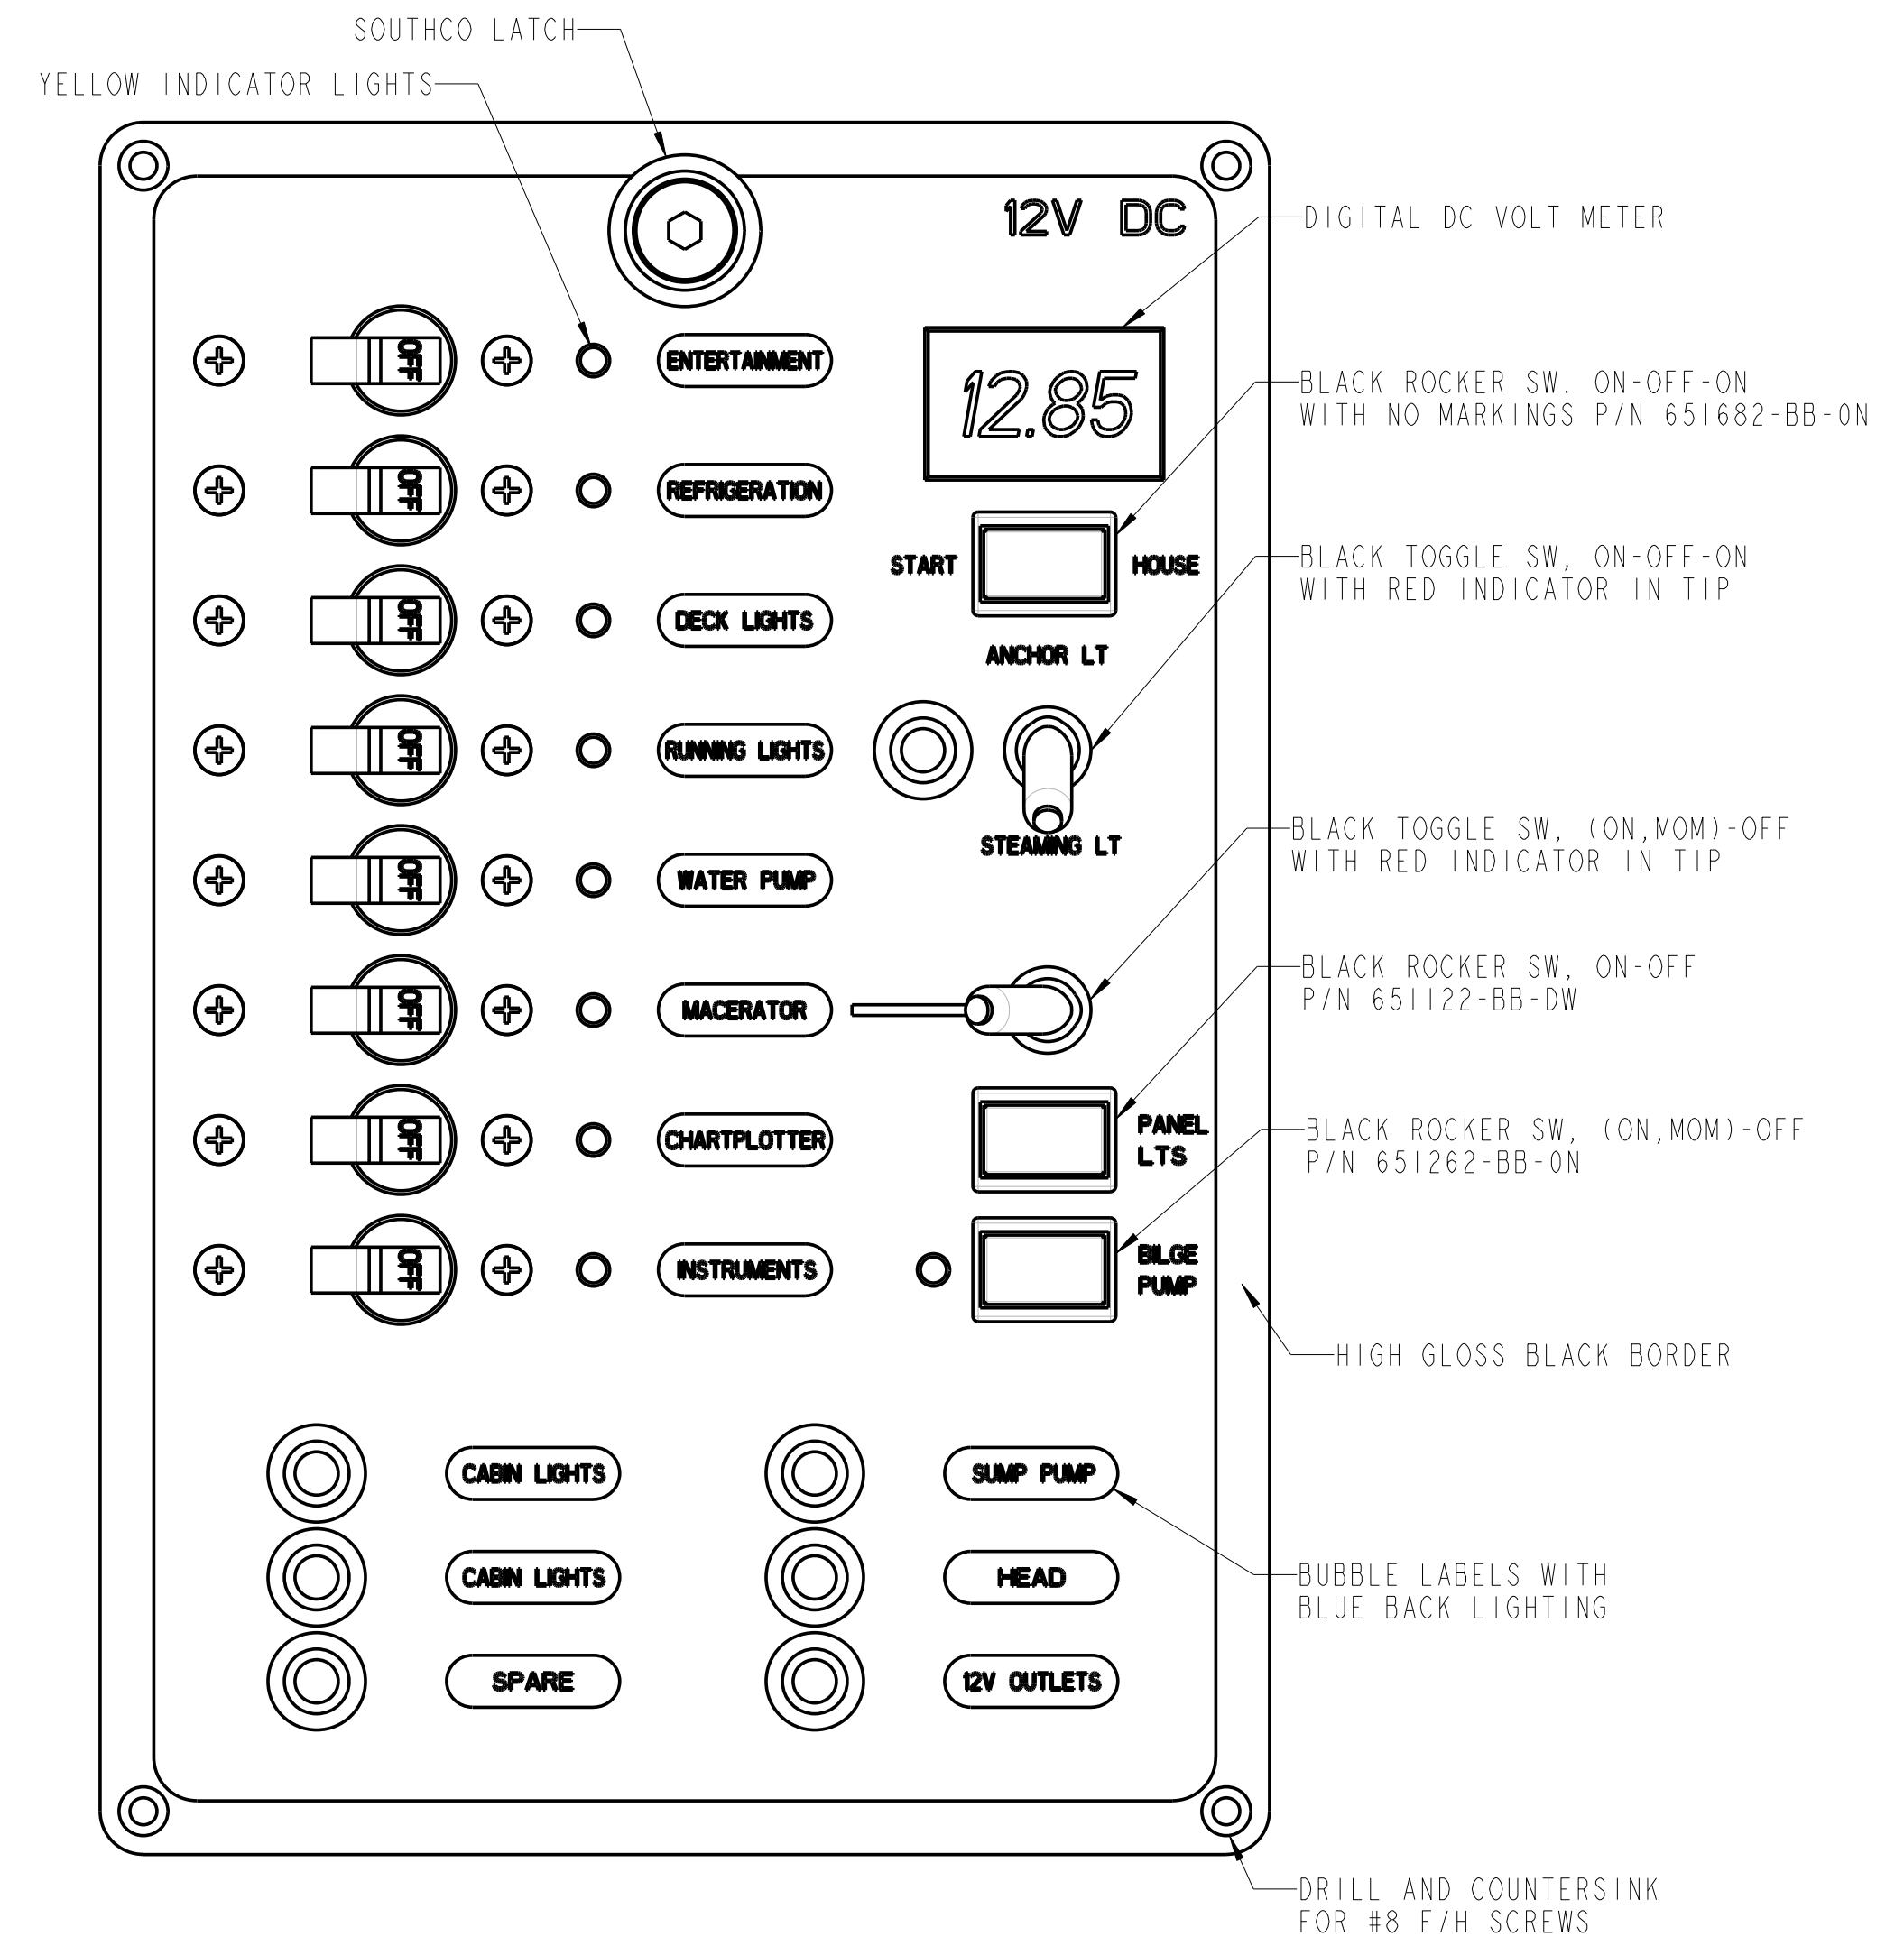 SOUTHCO LATCH
YELLOW INDICATOR LIGHTS
12V DC
DIGITAL DC VOLT METER
OFF ENTERTAINMENT
12.85
BLACK ROCKER SW. ON-OFF-ON
WITH NO MARKINGS P/N 651682-BB-0N
OFF REFRIGERATION
START HOUSE
BLACK TOGGLE SW, ON-OFF-ON
WITH RED INDICATOR IN TIP
OFF DECK LIGHTS
ANCHOR LT
OFF RUNNING LIGHTS
STEAMING LT
BLACK TOGGLE SW, (ON,MOM)-OFF
WITH RED INDICATOR IN TIP
OFF WATER PUMP
BLACK ROCKER SW, ON-OFF
P/N 651122-BB-DW
OFF MACERATOR
OFF CHARTPLOTTER
PANEL
LTS
BLACK ROCKER SW, (ON,MOM)-OFF
P/N 651262-BB-0N
OFF INSTRUMENTS
BILGE
PUMP
HIGH GLOSS BLACK BORDER
CABIN LIGHTS SUMP PUMP
CABIN LIGHTS HEAD
BUBBLE LABELS WITH
BLUE BACK LIGHTING
SPARE 12V OUTLETS
DRILL AND COUNTERSINK
FOR #8 F/H SCREWS